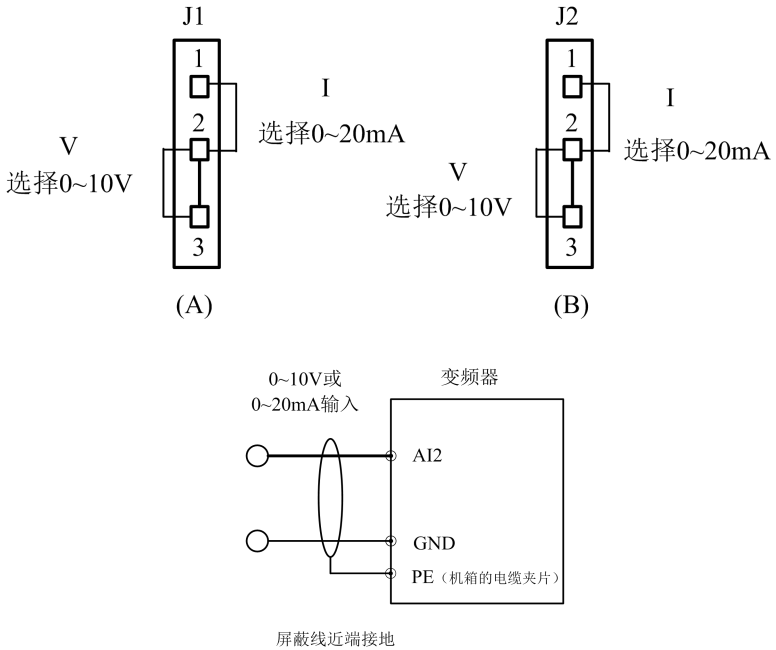 J1
1
2
3
I
选择0~20mA
V
选择0~10V
(A)
J2
1
2
3
I
选择0~20mA
V
选择0~10V
(B)
0~10V或
0~20mA输入
变频器
AI2
GND
PE（机箱的电缆夹片）
屏蔽线近端接地